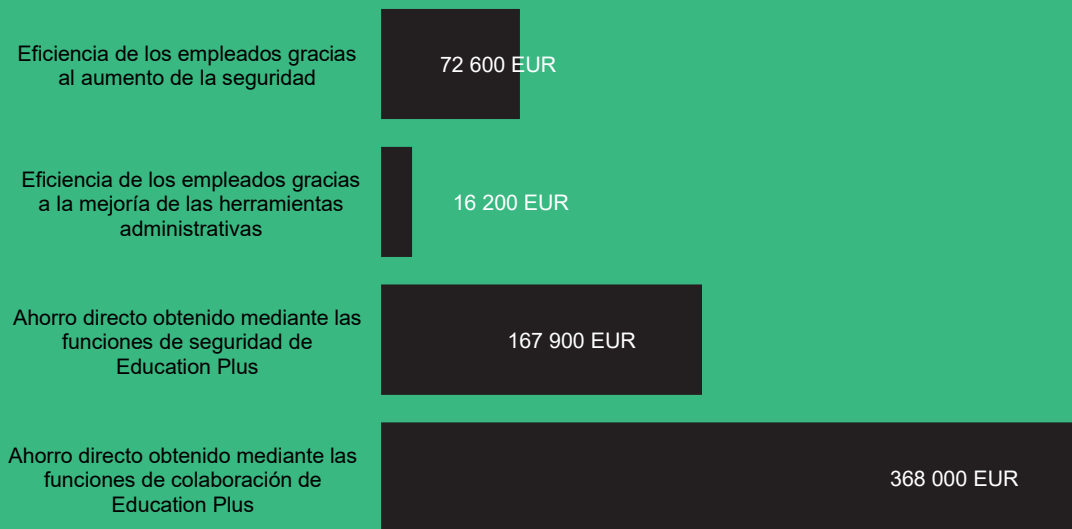 Eficiencia de los empleados gracias
al aumento de la seguridad
72 600 EUR
Eficiencia de los empleados gracias
a la mejoría de las herramientas
administrativas
16 200 EUR
Ahorro directo obtenido mediante las
funciones de seguridad de
Education Plus
167 900 EUR
Ahorro directo obtenido mediante las
funciones de colaboración de
Education Plus
368 000 EUR